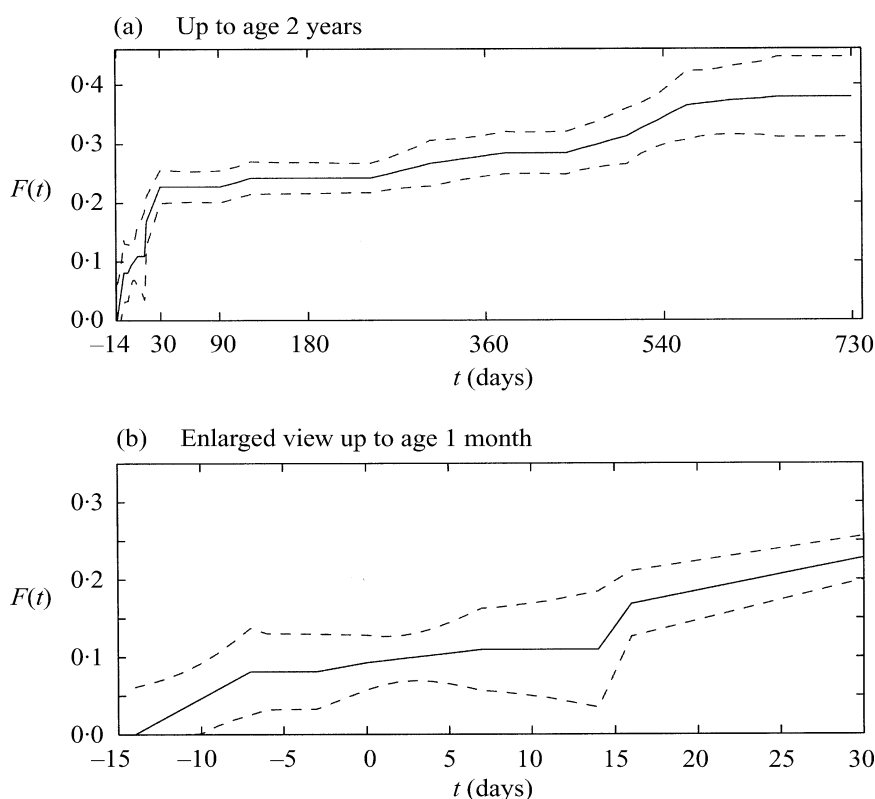 (a) Up to age 2 years
0·4
0·3
F(t)
0·2
0·1
0·0
–14 30 90 180 360 540 730
t (days)
(b) Enlarged view up to age 1 month
0·3
0·2
F(t)
0·1
0·0
–15 –10 –5 0 5 10 15 20 25 30
t (days)